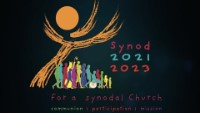 Synod
2021
2023
For a synodal Church
communion | participation | mission